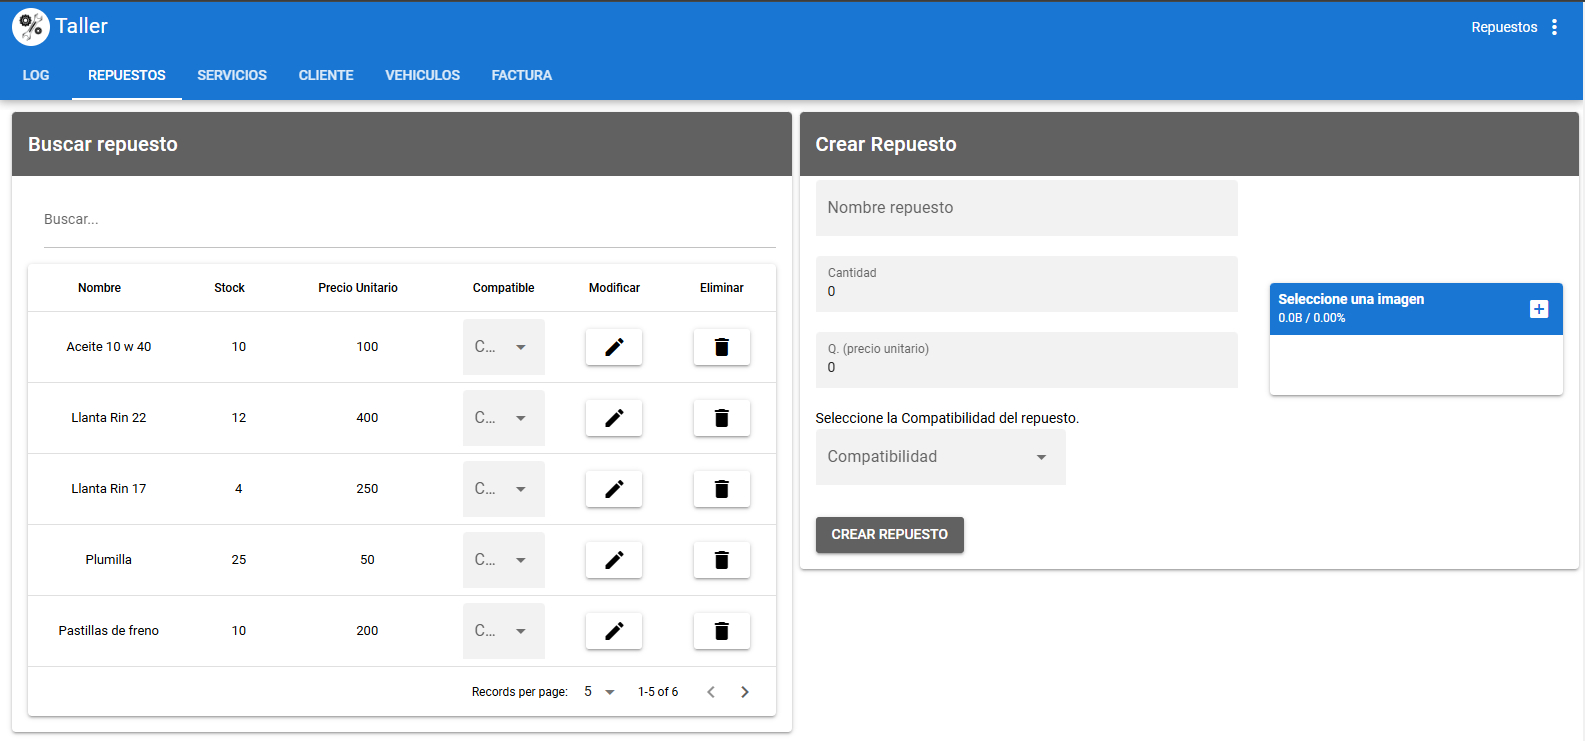 Taller
Repuestos
LOG REPUESTOS SERVICIOS CLIENTE VEHICULOS FACTURA
Buscar repuesto
Buscar...
Nombre Stock Precio Unitario Compatible Modificar Eliminar
Aceite 10 w 40 10 100 C...
Llanta Rin 22 12 400 C...
Llanta Rin 17 4 250 C...
Plumilla 25 50 C...
Pastillas de freno 10 200 C...
Records per page: 5 1-5 of 6
Crear Repuesto
Nombre repuesto
Cantidad
0
Q. (precio unitario)
0
Seleccione la Compatibilidad del repuesto.
Compatibilidad
CREAR REPUESTO
Seleccione una imagen
0.0B / 0.00%